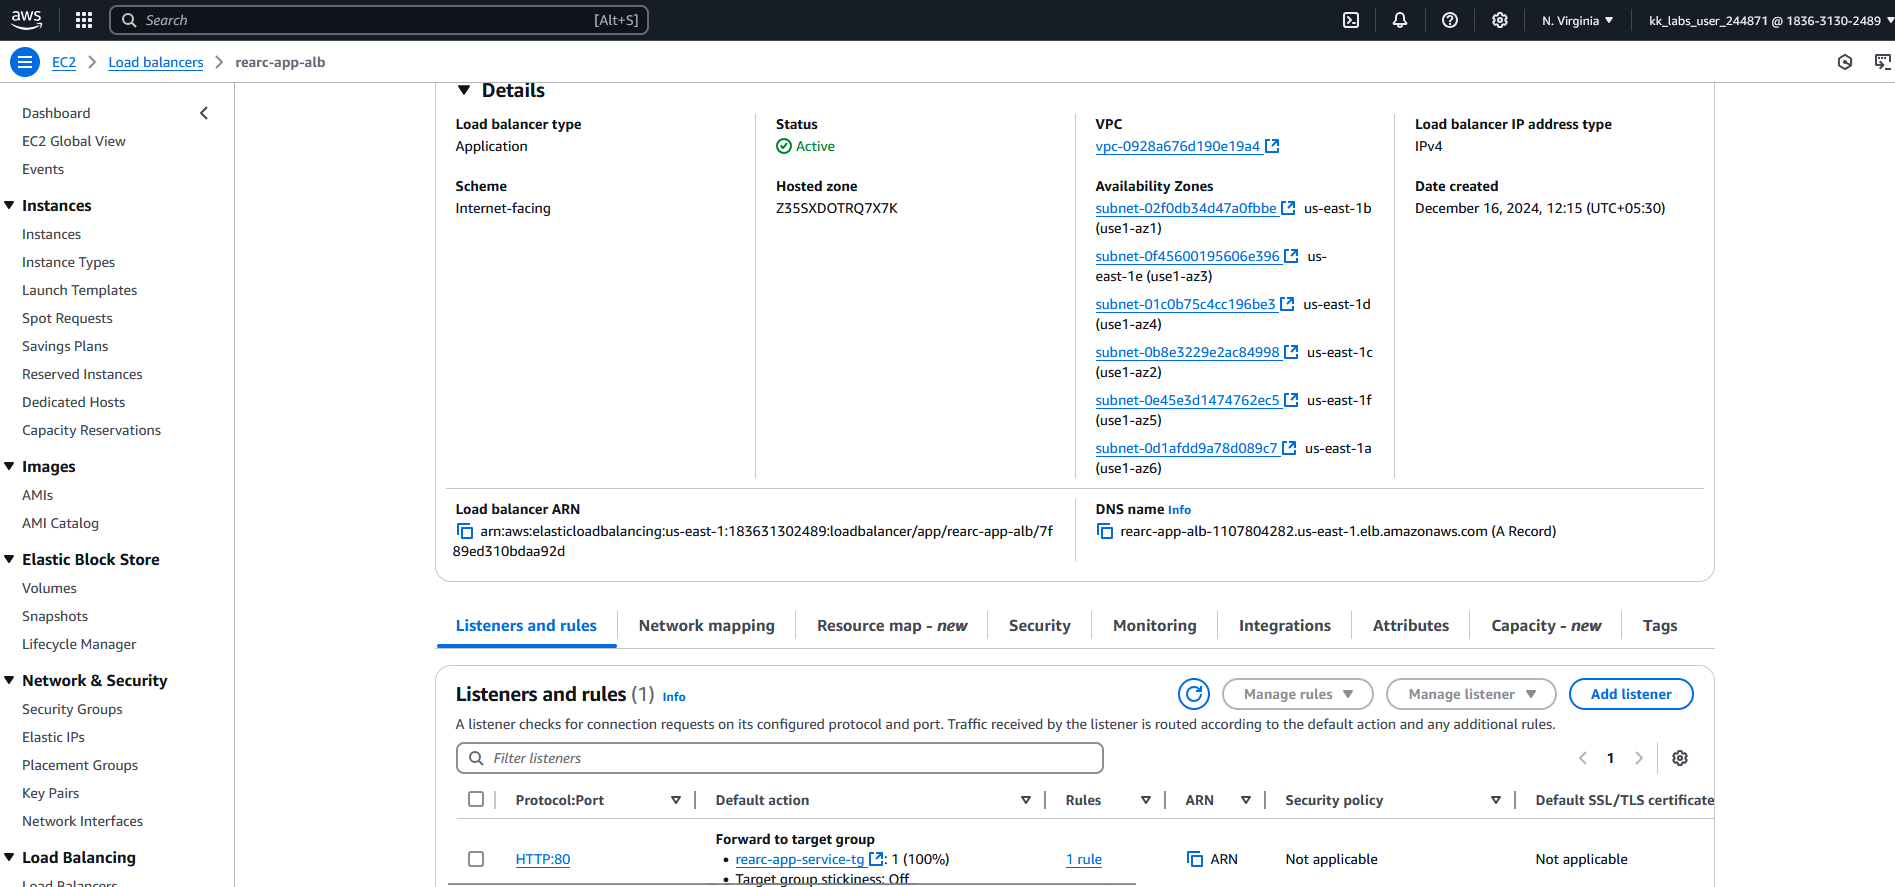 aws
Search
[Alt+S]
N. Virginia
kk_labs_user_244871 @ 1836-3130-2489
EC2
Load balancers
rearc-app-alb
Dashboard
EC2 Global View
Events
Instances
Instances
Instance Types
Launch Templates
Spot Requests
Savings Plans
Reserved Instances
Dedicated Hosts
Capacity Reservations
Images
AMIs
AMI Catalog
Elastic Block Store
Volumes
Snapshots
Lifecycle Manager
Network & Security
Security Groups
Elastic IPs
Placement Groups
Key Pairs
Network Interfaces
Load Balancing
Load Balancers
Details
Load balancer type
Application
Status
Active
VPC
vpc-0928a676d190e19a4
Load balancer IP address type
IPv4
Scheme
Internet-facing
Hosted zone
Z35SXDOTRQ7X7K
Availability Zones
subnet-02f0db34d47a0fbbe us-east-1b
(use1-az1)
subnet-0f45600195606e396 us-
east-1e (use1-az3)
subnet-01c0b75c4cc196be3 us-east-1d
(use1-az4)
subnet-0b8e3229e2ac84998 us-east-1c
(use1-az2)
subnet-0e45e3d1474762ec5 us-east-1f
(use1-az5)
subnet-0d1afdd9a78d089c7 us-east-1a
(use1-az6)
Date created
December 16, 2024, 12:15 (UTC+05:30)
Load balancer ARN
arn:aws:elasticloadbalancing:us-east-1:183631302489:loadbalancer/app/rearc-app-alb/7f
89ed310bdaa92d
DNS name Info
rearc-app-alb-1107804282.us-east-1.elb.amazonaws.com (A Record)
Listeners and rules
Network mapping
Resource map - new
Security
Monitoring
Integrations
Attributes
Capacity - new
Tags
Listeners and rules (1) Info
Manage rules
Manage listener
Add listener
A listener checks for connection requests on its configured protocol and port. Traffic received by the listener is routed according to the default action and any additional rules.
Filter listeners
1
Protocol:Port
Default action
Rules
ARN
Security policy
Default SSL/TLS certificate
HTTP:80
Forward to target group
• rearc-app-service-tg : 1 (100%)
• Target group stickiness: Off
1 rule
ARN
Not applicable
Not applicable